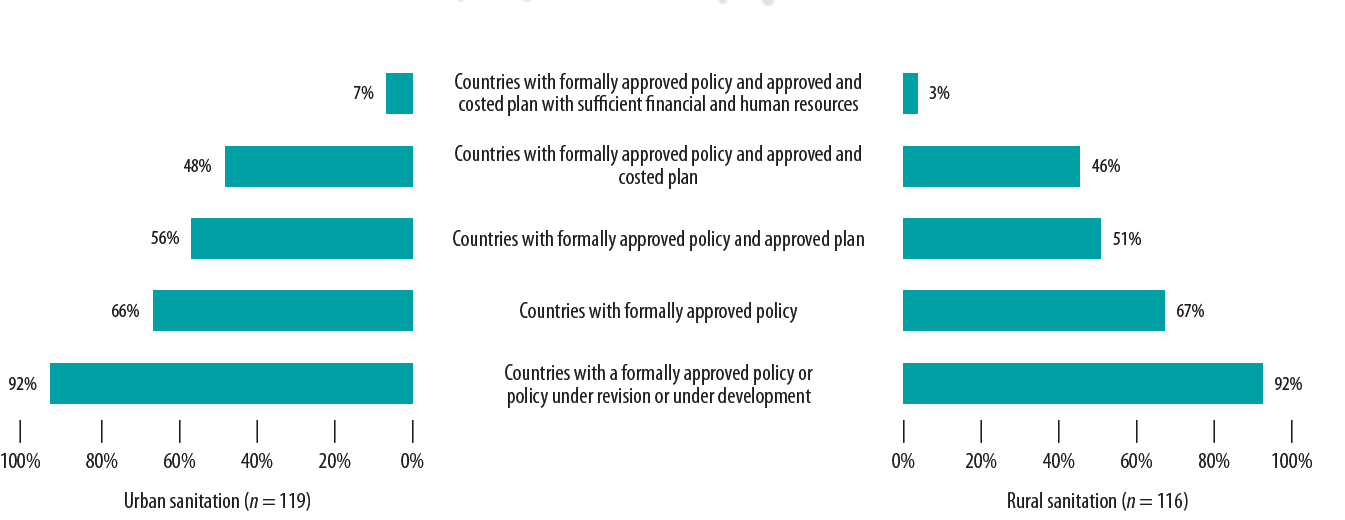 7%
Countries with formally approved policy and approved and
costed plan with sufficient financial and human resources
3%
48%
Countries with formally approved policy and approved and
costed plan
46%
56%
Countries with formally approved policy and approved plan
51%
66%
Countries with formally approved policy
67%
92%
Countries with a formally approved policy or
policy under revision or under development
92%
100% 80% 60% 40% 20% 0%
0% 20% 40% 60% 80% 100%
Urban sanitation (n = 119)
Rural sanitation (n = 116)